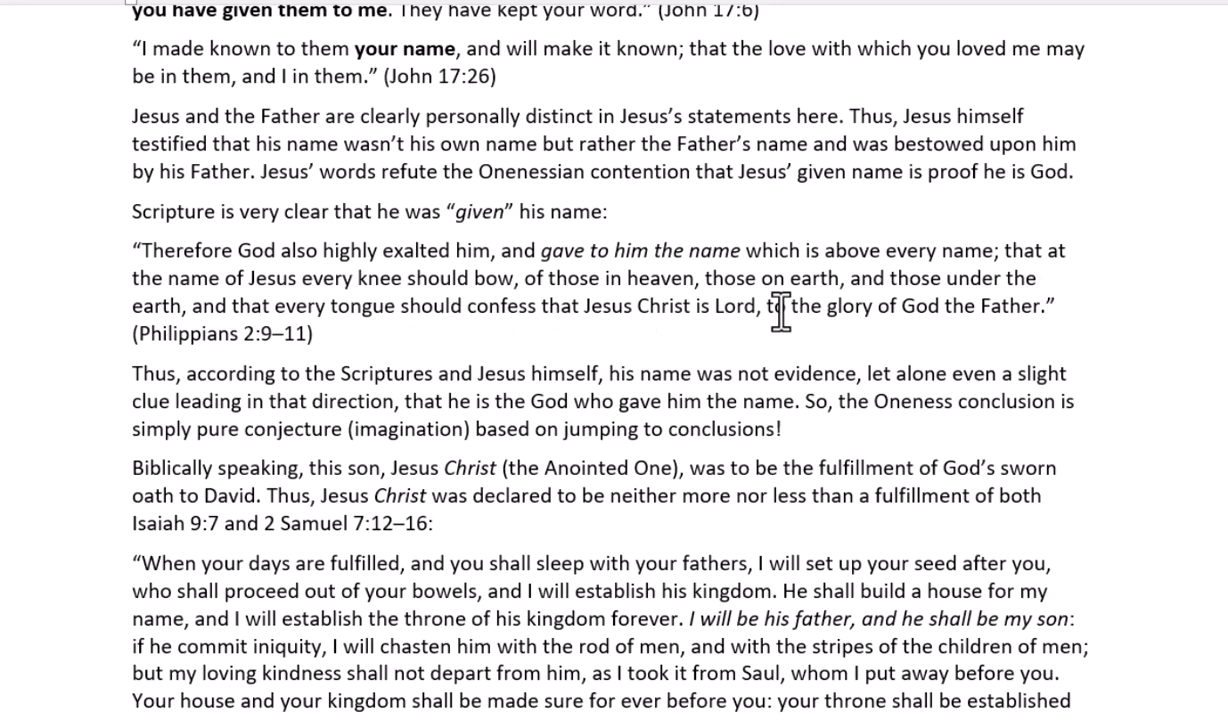 you have given them to me. They have kept your word.” (John 17:6)
“I made known to them your name, and will make it known; that the love with which you loved me may
be in them, and I in them.” (John 17:26)
Jesus and the Father are clearly personally distinct in Jesus’s statements here. Thus, Jesus himself
testified that his name wasn’t his own name but rather the Father’s name and was bestowed upon him
by his Father. Jesus’ words refute the Onenessian contention that Jesus’ given name is proof he is God.
Scripture is very clear that he was “given” his name:
“Therefore God also highly exalted him, and gave to him the name which is above every name; that at
the name of Jesus every knee should bow, of those in heaven, those on earth, and those under the
earth, and that every tongue should confess that Jesus Christ is Lord, to the glory of God the Father.”
(Philippians 2:9–11)
Thus, according to the Scriptures and Jesus himself, his name was not evidence, let alone even a slight
clue leading in that direction, that he is the God who gave him the name. So, the Oneness conclusion is
simply pure conjecture (imagination) based on jumping to conclusions!
Biblically speaking, this son, Jesus Christ (the Anointed One), was to be the fulfillment of God’s sworn
oath to David. Thus, Jesus Christ was declared to be neither more nor less than a fulfillment of both
Isaiah 9:7 and 2 Samuel 7:12–16:
“When your days are fulfilled, and you shall sleep with your fathers, I will set up your seed after you,
who shall proceed out of your bowels, and I will establish his kingdom. He shall build a house for my
name, and I will establish the throne of his kingdom forever. I will be his father, and he shall be my son:
if he commit iniquity, I will chasten him with the rod of men, and with the stripes of the children of men;
but my loving kindness shall not depart from him, as I took it from Saul, whom I put away before you.
Your house and your kingdom shall be made sure for ever before you: your throne shall be established